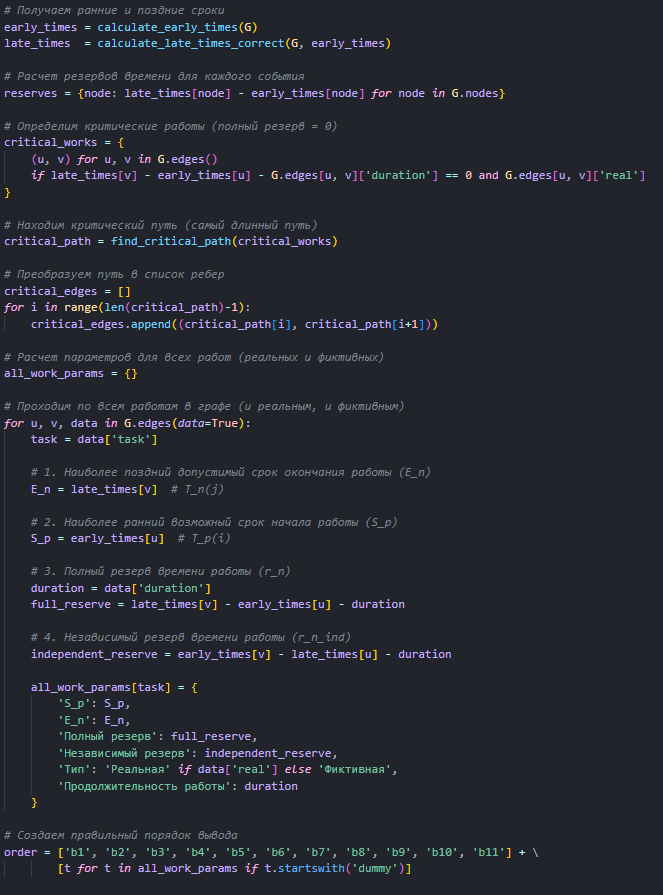 # Получаем ранние и поздние сроки
early_times = calculate_early_times(G)
late_times  = calculate_late_times_correct(G, early_times)

# Расчет резервов времени для каждого события
reserves = {node: late_times[node] - early_times[node] for node in G.nodes}

# Определим критические работы (полный резерв = 0)
critical_works = {
    (u, v) for u, v in G.edges()
    if late_times[v] - early_times[u] - G.edges[u, v]['duration'] == 0 and G.edges[u, v]['real']
}

# Находим критический путь (самый длинный путь)
critical_path = find_critical_path(critical_works)

# Преобразуем путь в список ребер
critical_edges = []
for i in range(len(critical_path)-1):
    critical_edges.append((critical_path[i], critical_path[i+1]))

# Расчет параметров для всех работ (реальных и фиктивных)
all_work_params = {}

# Проходим по всем работам в графе (и реальным, и фиктивным)
for u, v, data in G.edges(data=True):
    task = data['task']

    # 1. Наиболее поздний допустимый срок окончания работы (E_n)
    E_n = late_times[v]  # T_n(j)

    # 2. Наиболее ранний возможный срок начала работы (S_p)
    S_p = early_times[u]  # T_p(i)

    # 3. Полный резерв времени работы (r_n)
    duration = data['duration']
    full_reserve = late_times[v] - early_times[u] - duration

    # 4. Независимый резерв времени работы (r_n_ind)
    independent_reserve = early_times[v] - late_times[u] - duration

    all_work_params[task] = {
        'S_p': S_p,
        'E_n': E_n,
        'Полный резерв': full_reserve,
        'Независимый резерв': independent_reserve,
        'Тип': 'Реальная' if data['real'] else 'Фиктивная',
        'Продолжительность работы': duration
    }

# Создаем правильный порядок вывода
order = ['b1', 'b2', 'b3', 'b4', 'b5', 'b6', 'b7', 'b8', 'b9', 'b10', 'b11'] + \
        [t for t in all_work_params if t.startswith('dummy')]